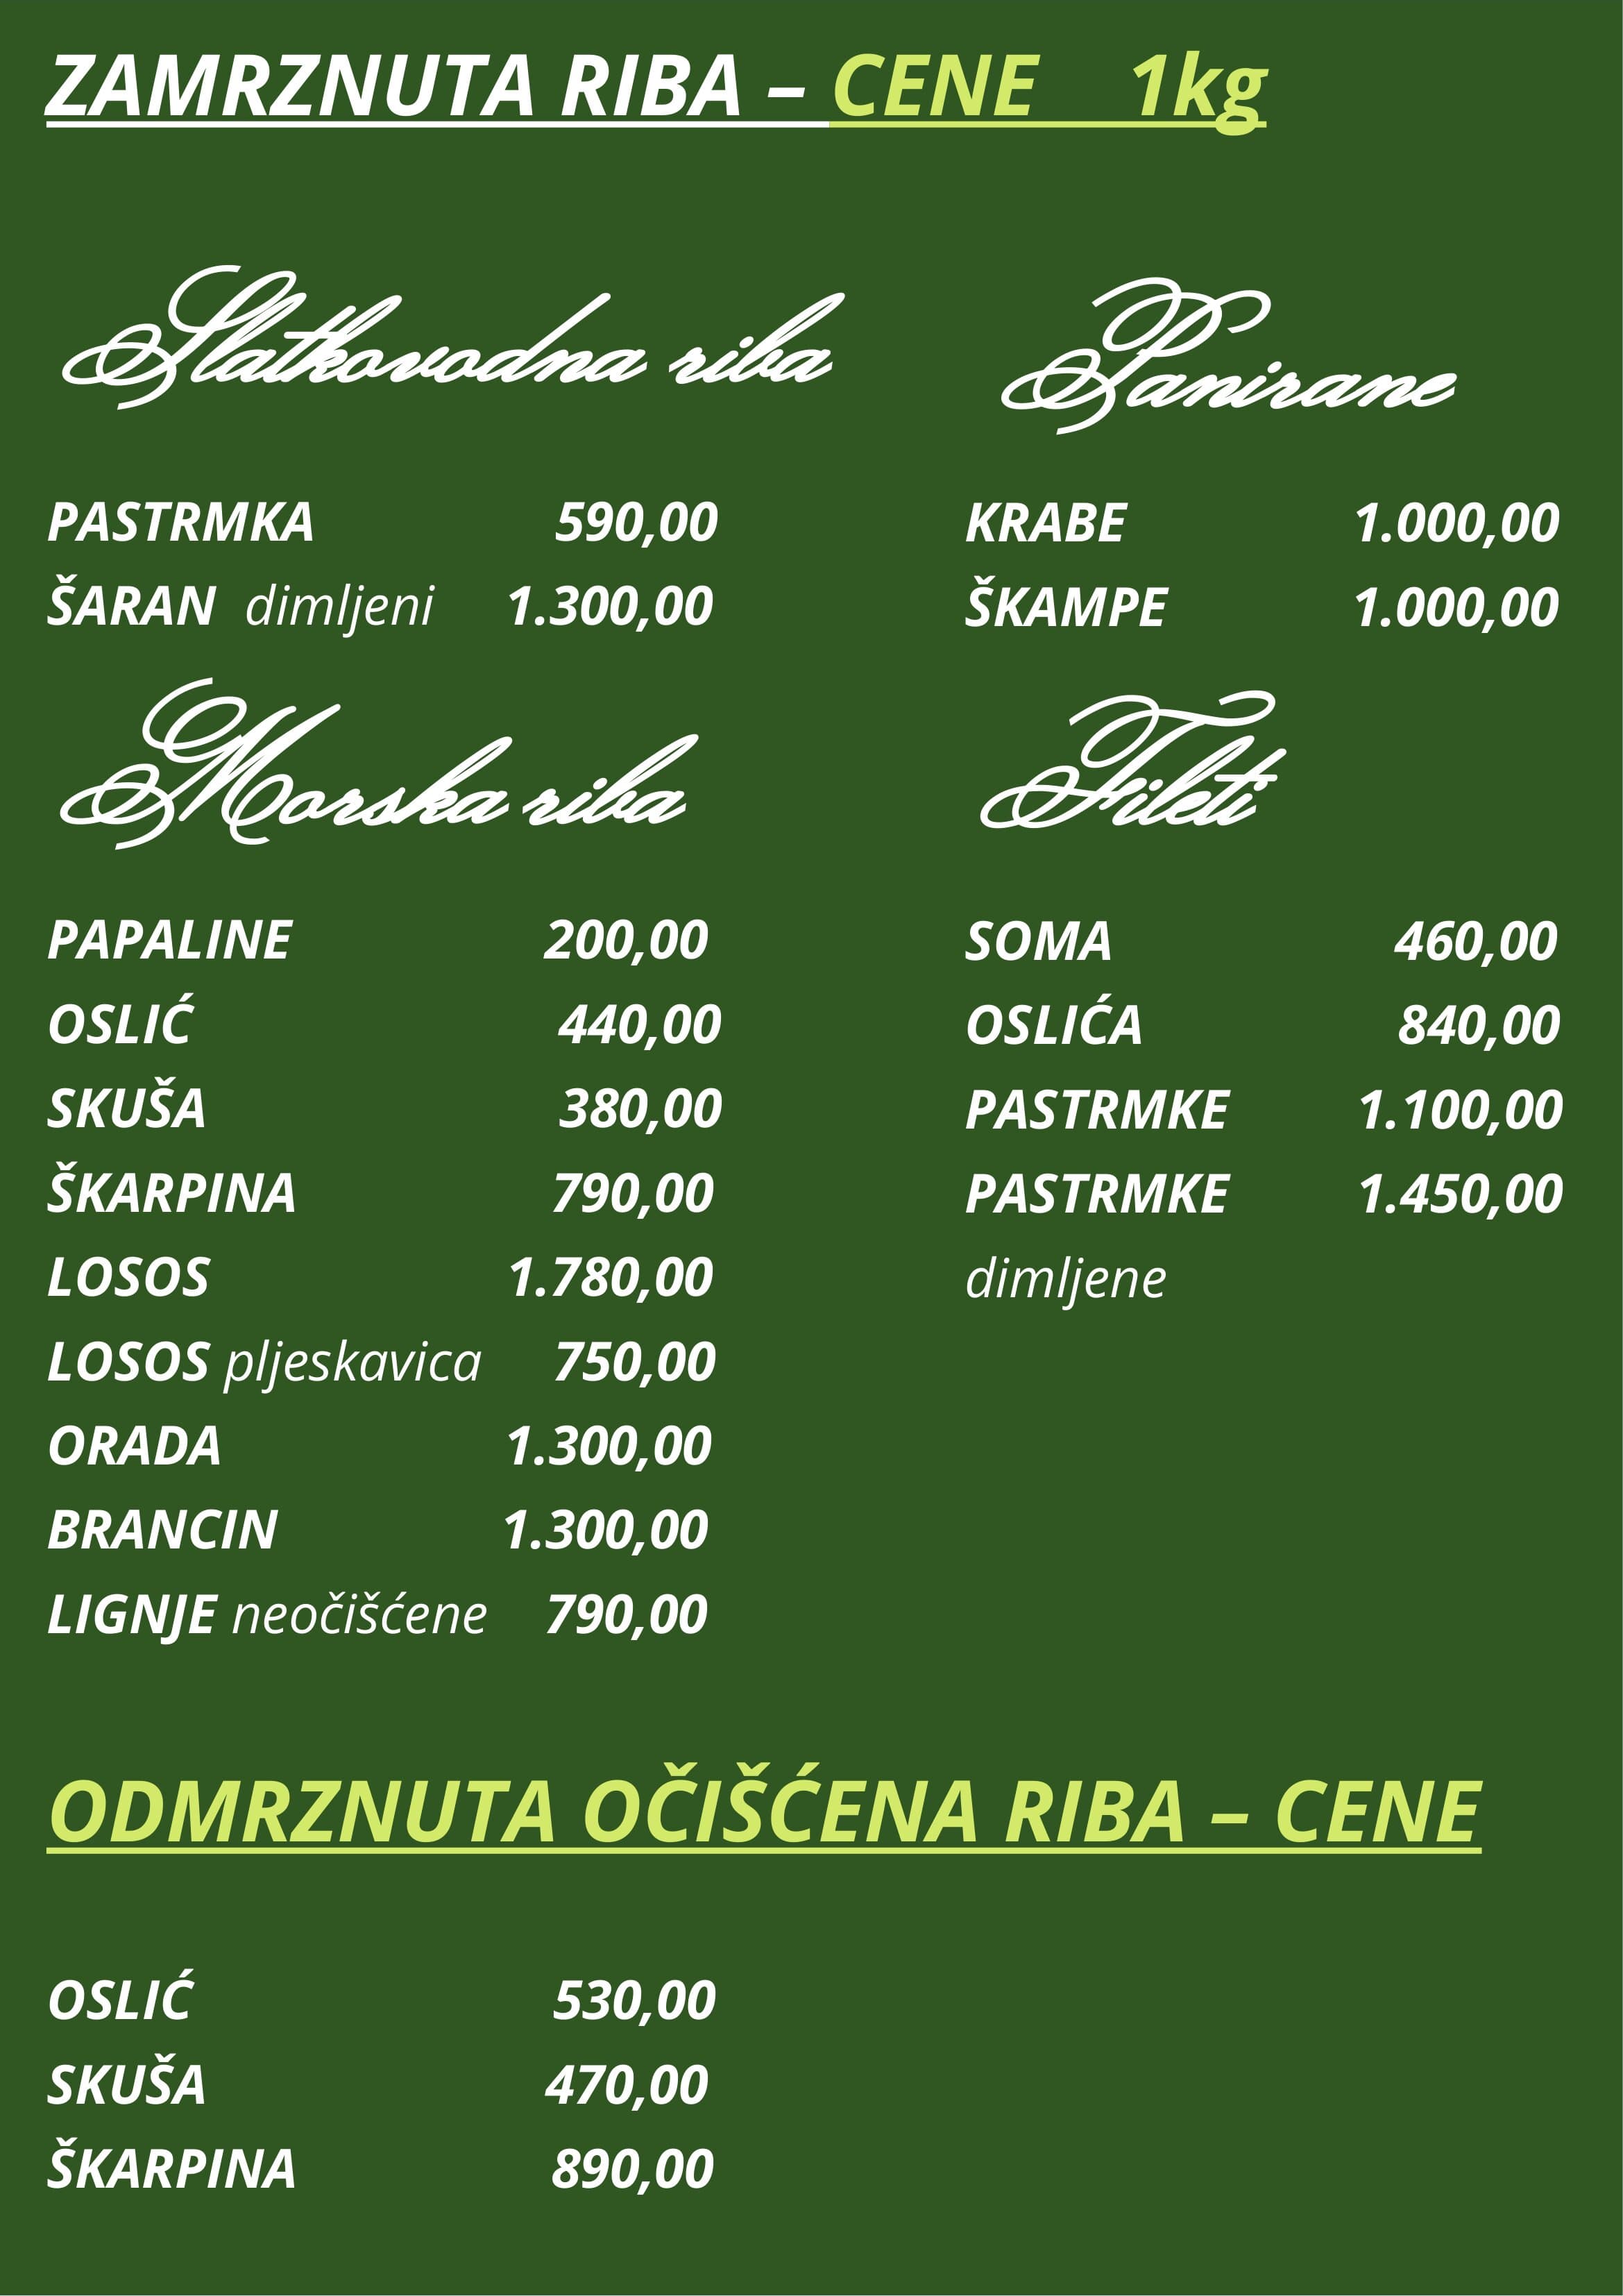 ZAMRZNUTA RIBA – CENE 1kg
Slatkovodna riba
PASTRMKA 590,00
ŠARAN dimljeni 1.300,00
Morska riba
PAPALINE 200,00
OSLIĆ 440,00
SKUŠA 380,00
ŠKARPINA 790,00
LOSOS 1.780,00
LOSOS pljeskavica 750,00
ORADA 1.300,00
BRANCIN 1.300,00
LIGNJE neočišćene 790,00
Panirane
KRABE 1.000,00
ŠKAMPE 1.000,00
Fileti
SOMA 460,00
OSLIĆA 840,00
PASTRMKE 1.100,00
PASTRMKE 1.450,00
dimljene
ODMRZNUTA OČIŠĆENA RIBA – CENE
OSLIĆ 530,00
SKUŠA 470,00
ŠKARPINA 890,00